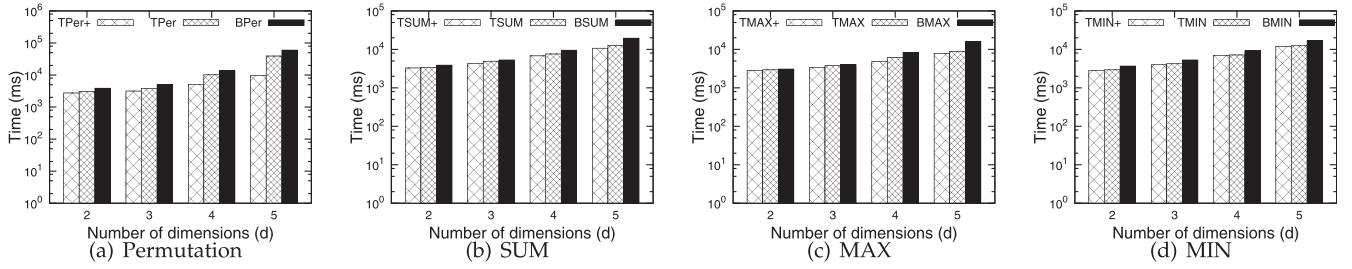 TPer+ TPer BPer
10^6
10^5
10^4
10^3
10^2
10^1
10^0
Time (ms)
2 3 4 5
Number of dimensions (d)
(a) Permutation
TSUM+ TSUM BSUM
10^5
10^4
10^3
10^2
10^1
10^0
Time (ms)
2 3 4 5
Number of dimensions (d)
(b) SUM
TMAX+ TMAX BMAX
10^5
10^4
10^3
10^2
10^1
10^0
Time (ms)
2 3 4 5
Number of dimensions (d)
(c) MAX
TMIN+ TMIN BMIN
10^5
10^4
10^3
10^2
10^1
10^0
Time (ms)
2 3 4 5
Number of dimensions (d)
(d) MIN